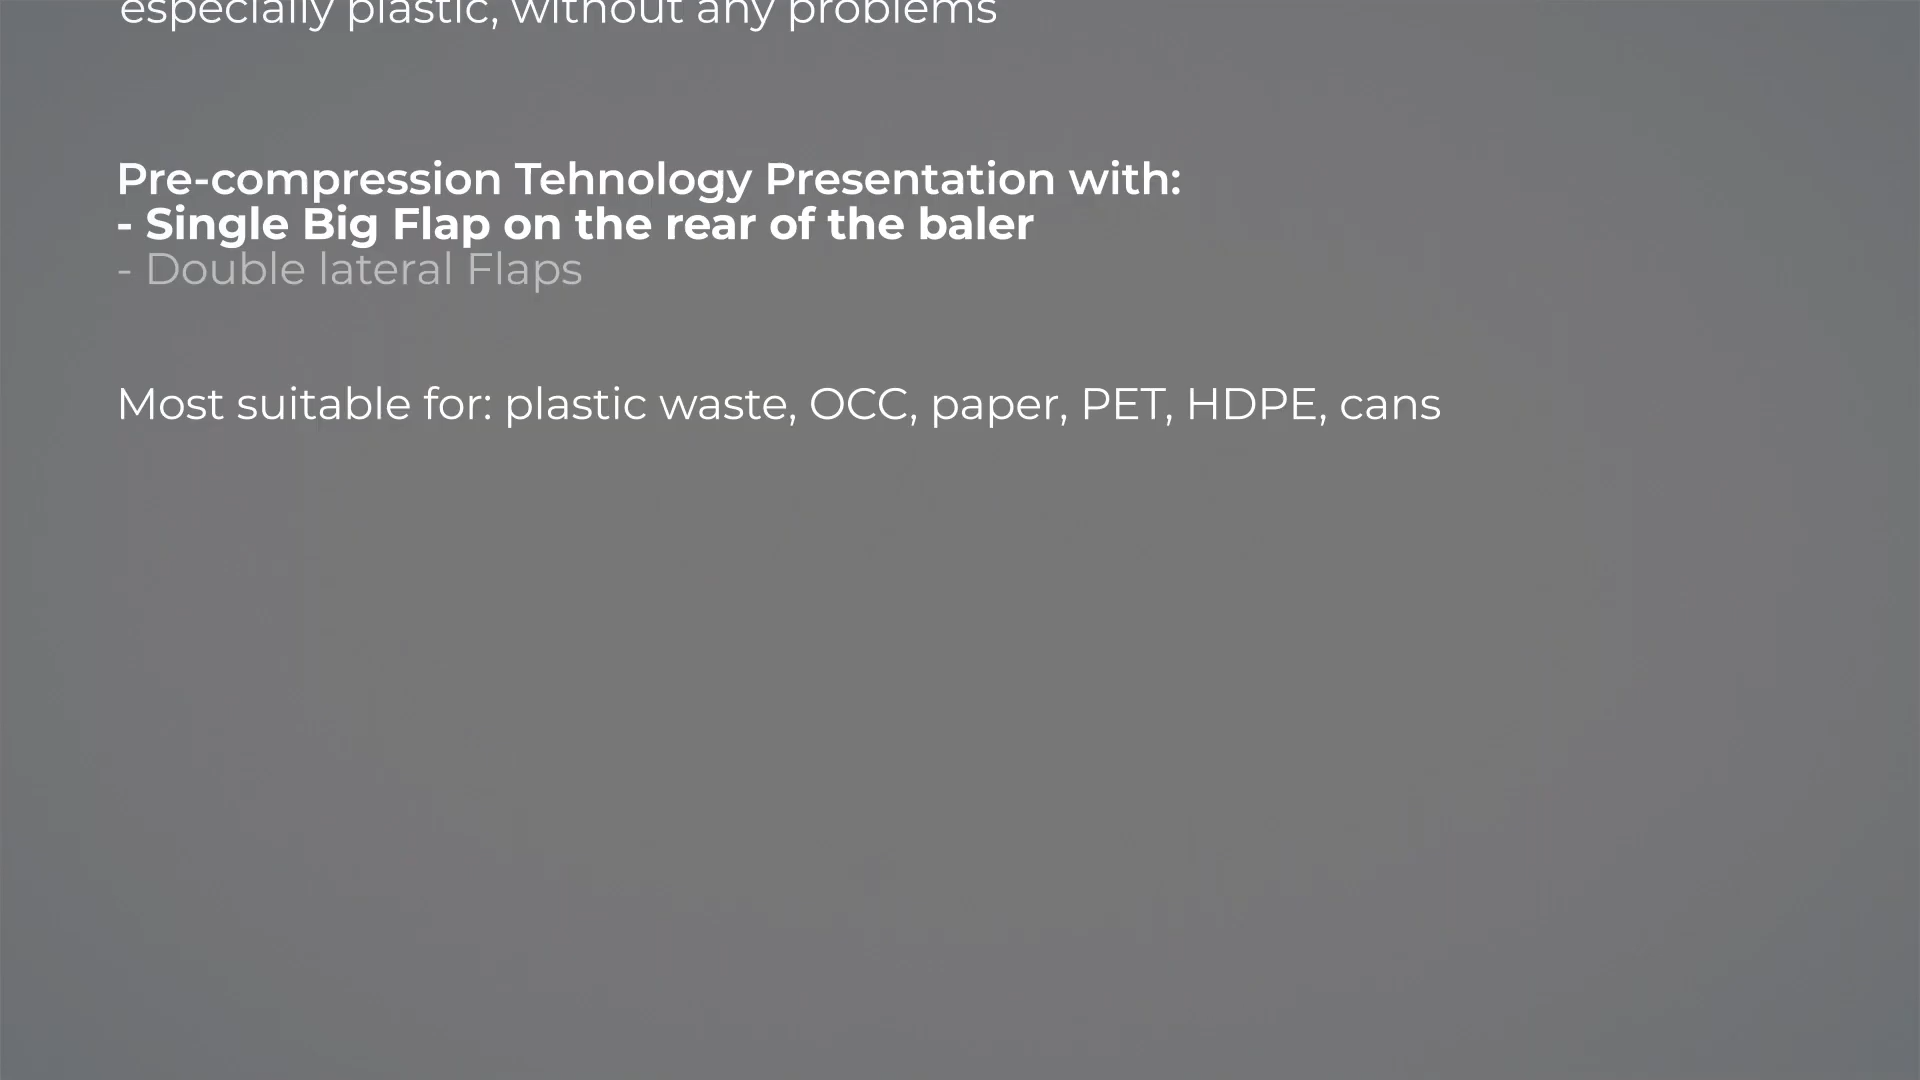 especially plastic, without any problems
Pre-compression Tehnology Presentation with:
- Single Big Flap on the rear of the baler
- Double lateral Flaps
Most suitable for: plastic waste, OCC, paper, PET, HDPE, cans